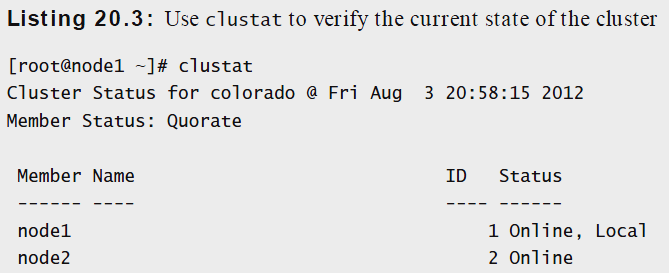 Listing 20.3: Use clustat to verify the current state of the cluster
[root@node1 ~]# clustat
Cluster Status for colorado @ Fri Aug  3 20:58:15 2012
Member Status: Quorate
Member Name                             ID   Status
------ ----                             ---- ------
node1                                       1 Online, Local
node2                                       2 Online